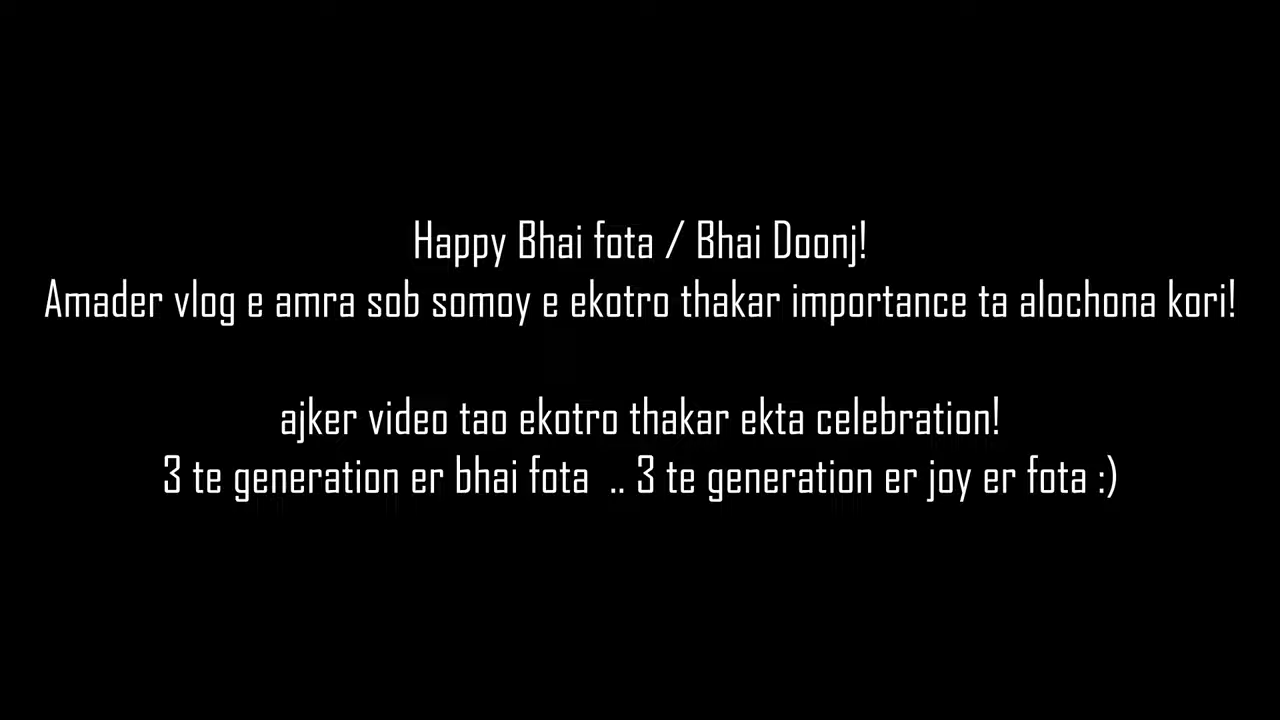 Happy Bhai fota / Bhai Doonj!
Amader vlog e amra sob somoy e ekotro thakar importance ta alochona kori!
ajker video tao ekotro thakar ekta celebration!
3 te generation er bhai fota .. 3 te generation er joy er fota :)